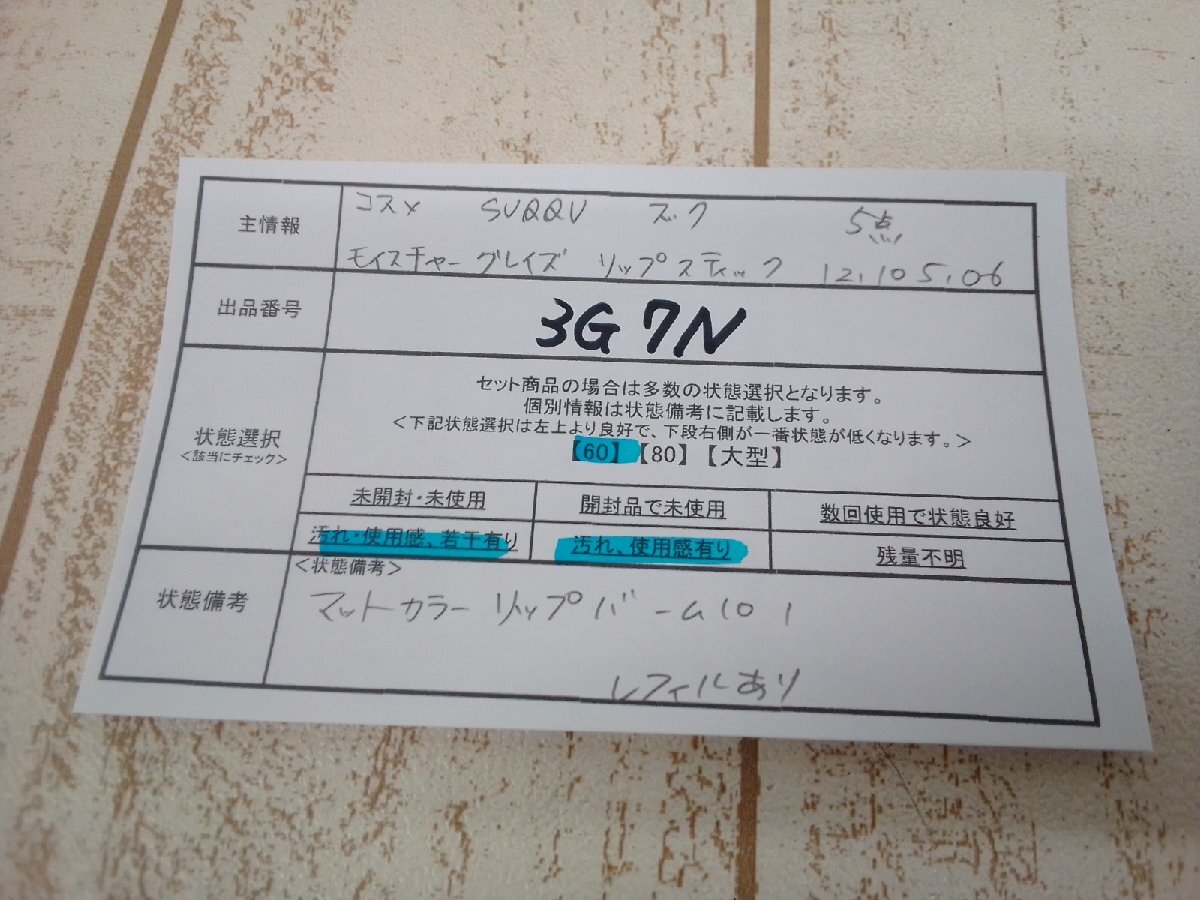 主情報
コスメ SUQQU スック 5点
モイスチャーグレイズ リップスティック 12,105,06
出品番号
3G7N
状態選択
<該当にチェック>
セット商品の場合は多数の状態選択となります。
個別情報は状態備考に記載します。
<下記状態選択は左上より良好で、下段右側が一番状態が低くなります。>
【60】【80】【大型】
未開封・未使用 開封品で未使用 数回使用で状態良好
汚れ・使用感、若干有り 汚れ、使用感有り 残量不明
状態備考
<状態備考>
マットカラー リップバーム101
レフィルあり